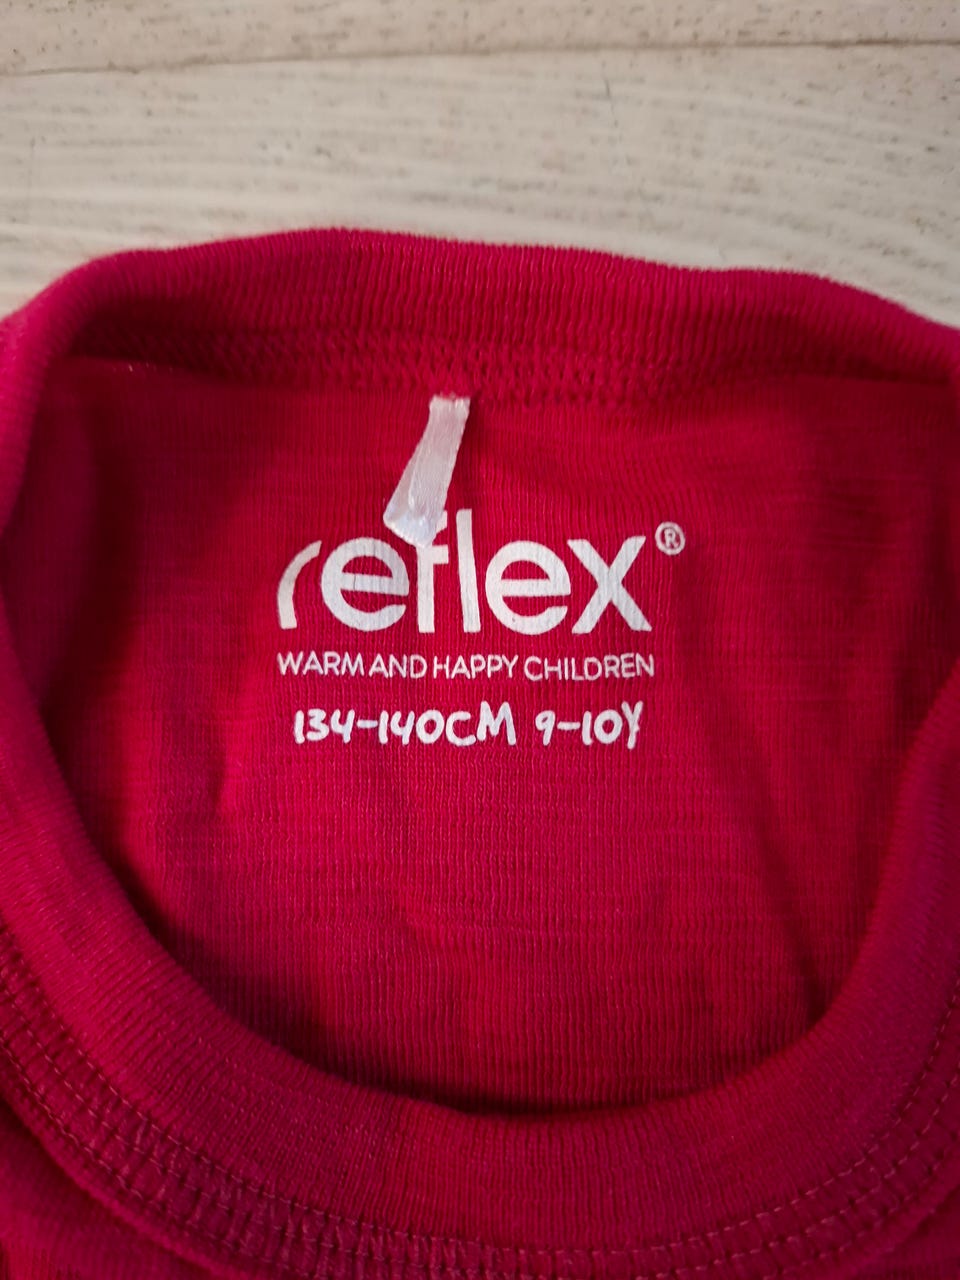 reflex®
WARM AND HAPPY CHILDREN
134-140CM 9-10Y